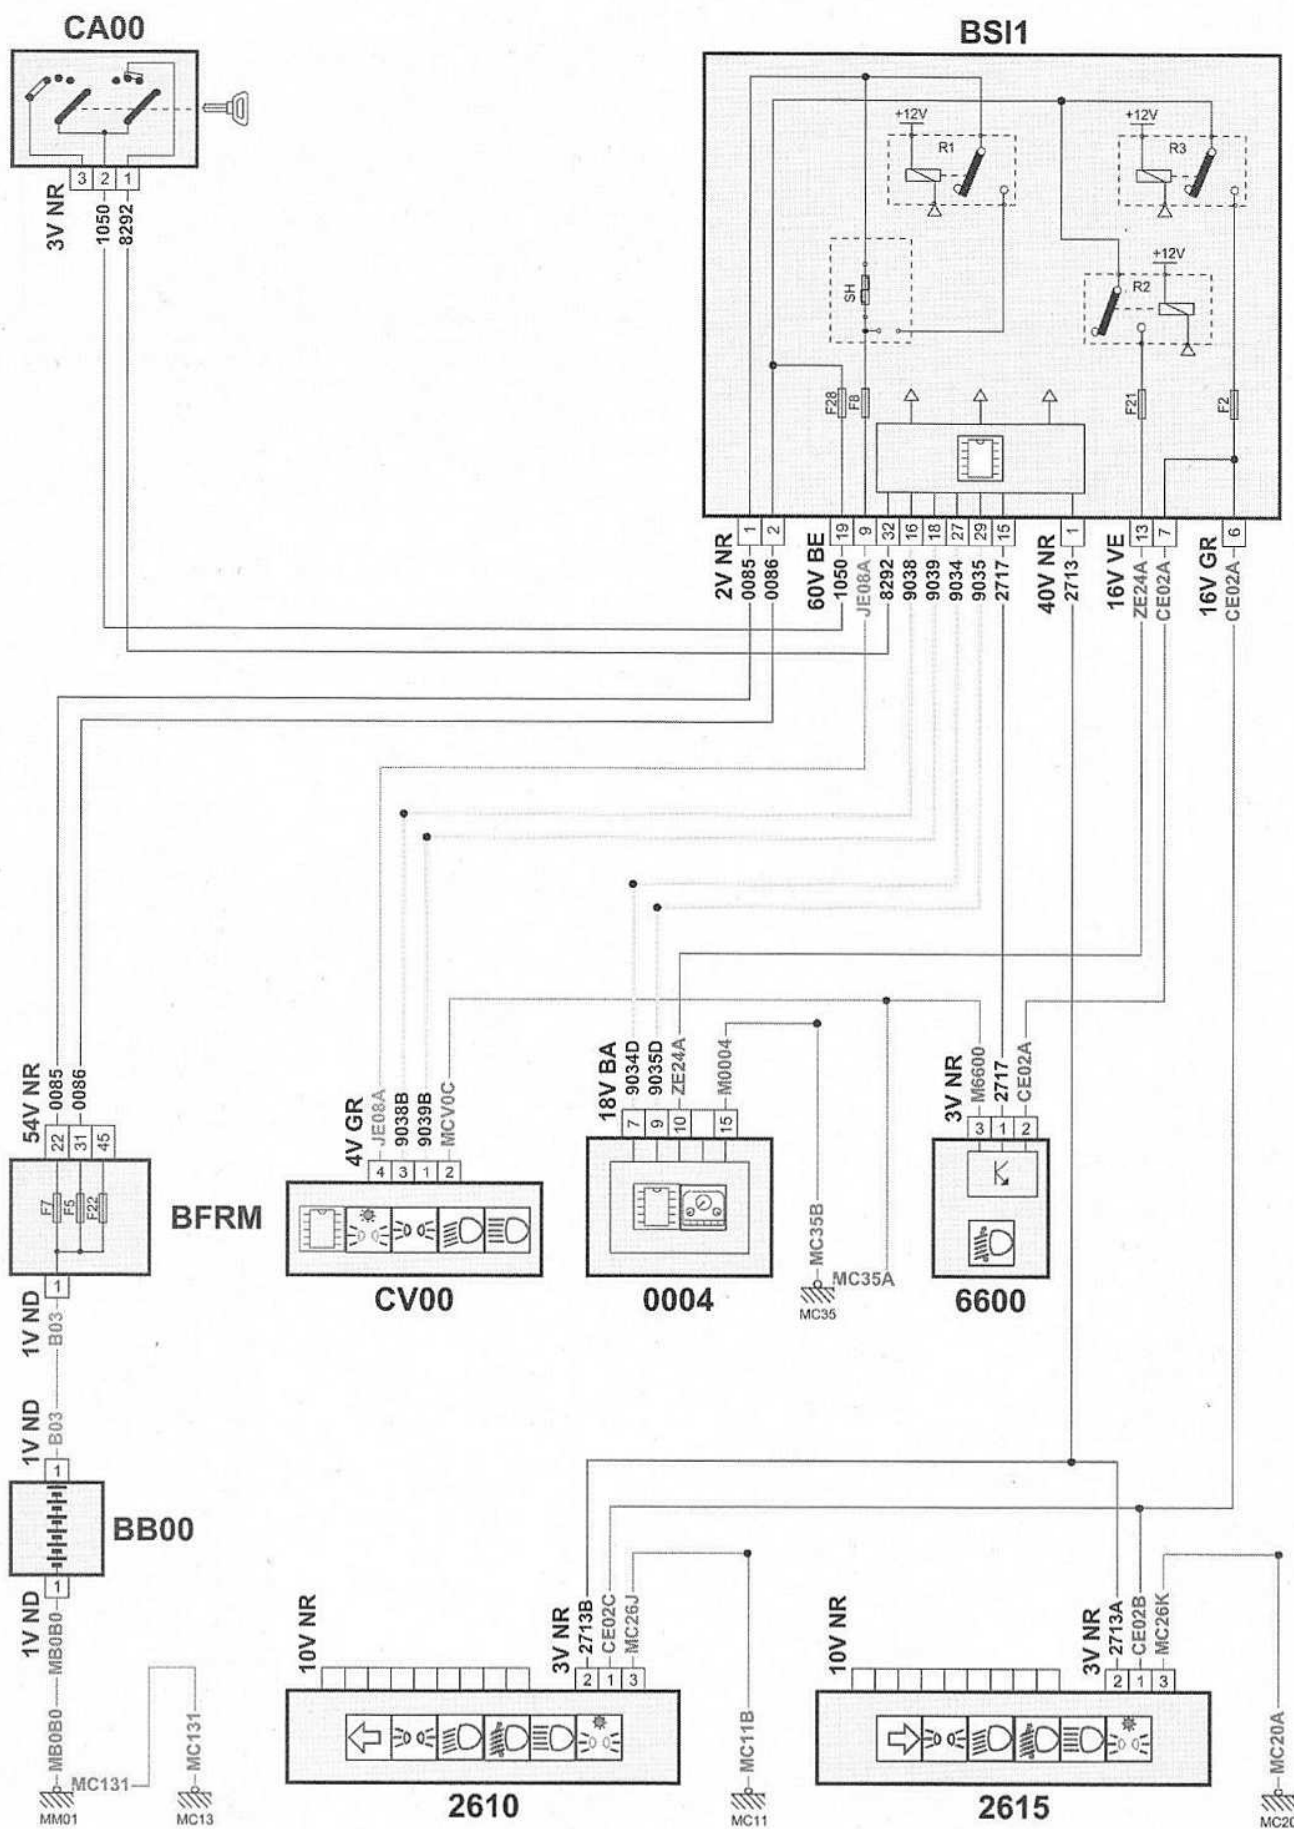 CA00
BSI1
+12V
R1
+12V
R3
+12V
R2
SH
F28
F8
F21
F2
3 2 1
3V NR
1050
8292
1 2 19 9 32 16 18 27 29 15 1 13 7 6
2V NR
0085
0086
60V BE
1050
JE08A
8292
9038
9039
9034
9035
2717
40V NR
2713
16V VE
ZE24A
CE02A
16V GR
CE02A
54V NR
0085
0086
22 31 45
F7
F5
F22
BFRM
1
1V ND
B03
4V GR
JE08A
9038B
9039B
MCV0C
4 3 1 2
CV00
18V BA
9034D
9035D
ZE24A
M0004
7 9 10 15
0004
MC35B
MC35A
MC35
3V NR
M6600
2717
CE02A
3 1 2
6600
1V ND
B03
1
BB00
1
1V ND
MB0B0
MB0B0
MC131
MC131
MM01
MC13
10V NR
3V NR
2713B
CE02C
MC26J
2 1 3
2610
MC11B
MC11
10V NR
3V NR
2713A
CE02B
MC26K
2 1 3
2615
MC20A
MC20